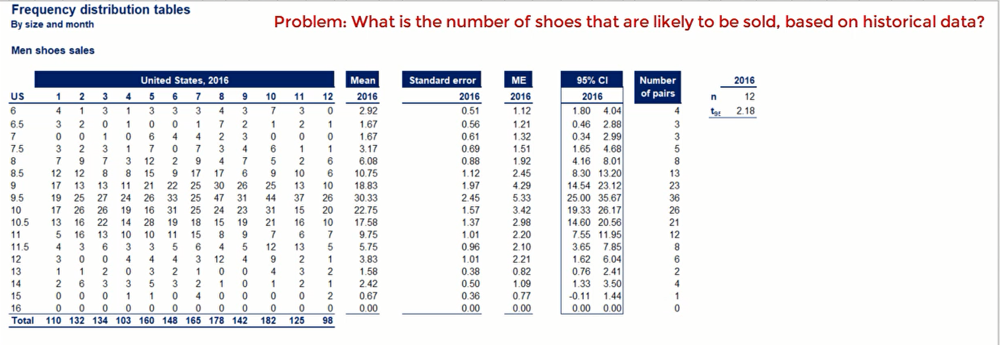 Frequency distribution tables
By size and month
Problem: What is the number of shoes that are likely to be sold, based on historical data?
Men shoes sales
United States, 2016 Mean Standard error ME 95% CI Number of pairs 2016
US 1 2 3 4 5 6 7 8 9 10 11 12 2016 2016 2016 2016 n 12
6 4 1 3 1 3 3 3 4 3 7 3 0 2.92 0.51 1.12 1.80 4.04 4 2.18
6.5 3 2 0 1 0 0 1 7 2 1 2 1 1.67 0.56 1.21 0.46 2.88 3
7 0 0 1 0 6 4 4 2 3 0 0 0 1.67 0.61 1.32 0.34 2.99 3
7.5 3 2 3 1 7 0 7 3 4 6 1 1 3.17 0.69 1.51 1.65 4.68 5
8 7 9 7 3 12 2 9 4 7 5 2 6 6.08 0.88 1.92 4.16 8.01 8
8.5 12 12 8 8 15 9 17 17 6 9 10 6 10.75 1.12 2.45 8.30 13.20 13
9 17 13 13 11 21 22 25 30 26 25 13 10 18.83 1.97 4.29 14.54 23.12 23
9.5 19 25 27 24 26 33 25 47 31 44 37 26 30.33 2.45 5.33 25.00 35.67 36
10 17 26 26 19 16 31 25 24 23 31 15 20 22.75 1.57 3.42 19.33 26.17 26
10.5 13 16 22 14 28 19 18 15 19 21 16 10 17.58 1.37 2.98 14.60 20.56 21
11 5 16 13 10 10 11 15 8 9 7 6 7 9.75 1.01 2.20 7.55 11.95 12
11.5 4 3 6 3 3 5 6 4 5 12 13 5 5.75 0.96 2.10 3.65 7.85 8
12 3 0 0 4 4 4 3 12 4 9 2 1 3.83 1.01 2.21 1.62 6.04 6
13 1 1 2 0 3 2 1 0 0 4 3 2 1.58 0.38 0.82 0.76 2.41 2
14 2 6 3 3 5 3 2 1 0 1 2 1 2.42 0.50 1.09 1.33 3.50 4
15 0 0 0 1 1 0 4 0 0 0 0 2 0.67 0.36 0.77 -0.11 1.44 1
16 0 0 0 0 0 0 0 0 0 0 0 0 0.00 0.00 0.00 0.00 0.00 0
Total 110 132 134 103 160 148 165 178 142 182 125 98